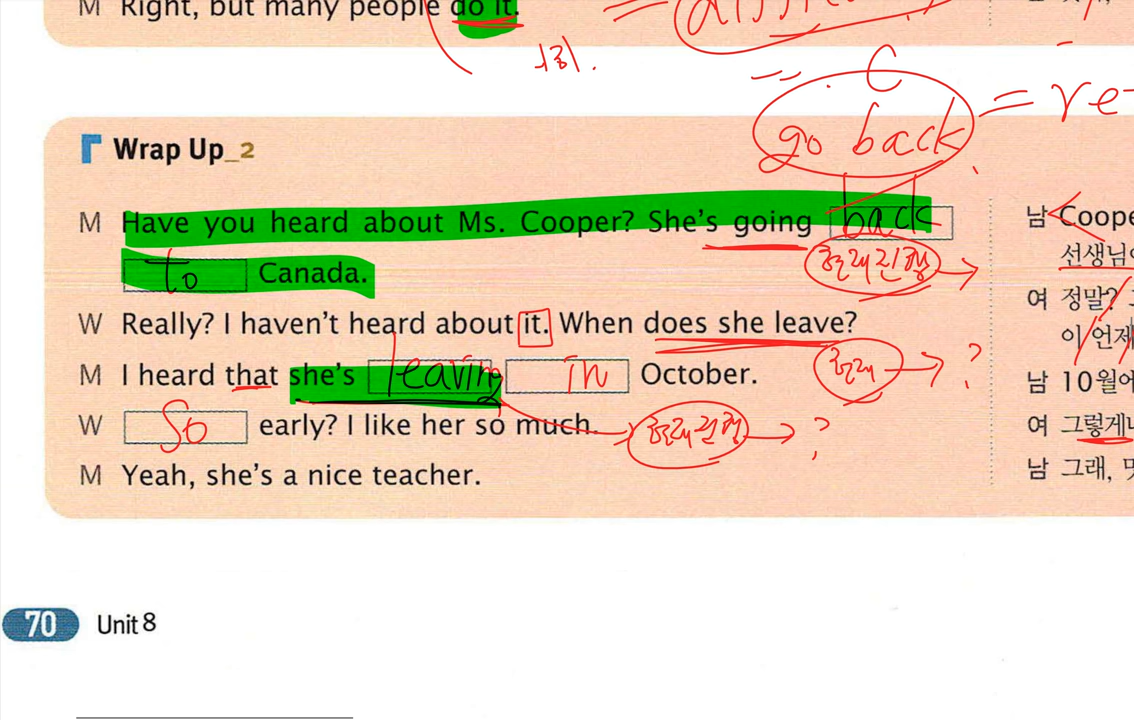 M Right, but many people do it.
C
go back = re
Wrap Up_2
M Have you heard about Ms. Cooper? She's going back
to Canada.
현재진행 →
W Really? I haven't heard about it. When does she leave?
현재 → ?
M I heard that she's leaving in October.
W So early? I like her so much.
현재진행 → ?
M Yeah, she's a nice teacher.
남 Coope
선생님
여 정말?
이 언제
남 10월에
여 그렇게
남 그래, 멋
70 Unit 8